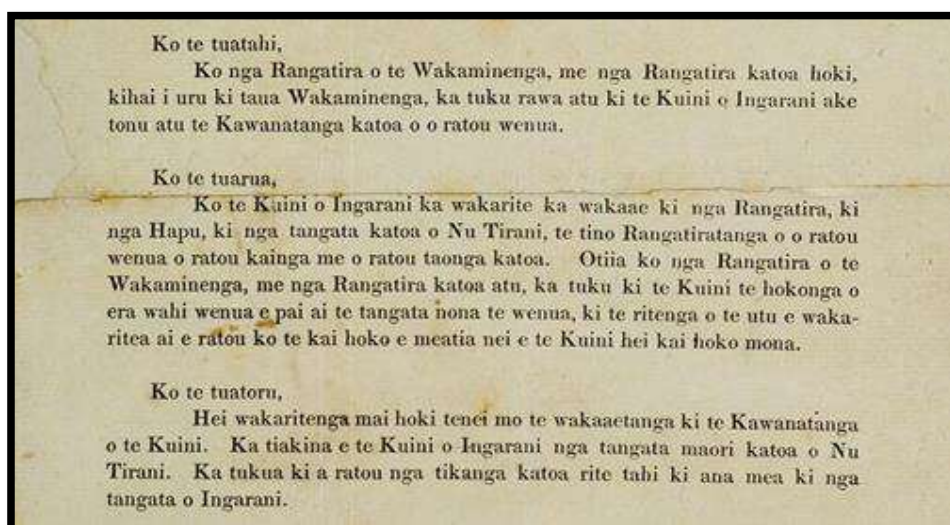 Ko te tuatahi,
Ko nga Rangatira o te Wakaminenga, me nga Rangatira katoa hoki,
kihai i uru ki taua Wakaminenga, ka tuku rawa atu ki te Kuini o Ingarani ake
tonu atu te Kawanatanga katoa o o ratou wenua.
Ko te tuarua,
Ko te Kuini o Ingarani ka wakarite ka wakaae ki nga Rangatira, ki
nga Hapu, ki nga tangata katoa o Nu Tirani, te tino Rangatiratanga o o ratou
wenua o ratou kainga me o ratou taonga katoa. Otiia ko nga Rangatira o te
Wakaminenga, me nga Rangatira katoa atu, ka tuku ki te Kuini te hokonga o
era wahi wenua e pai ai te tangata nona te wenua, ki te ritenga o te utu e waka-
ritea ai e ratou ko te kai hoko e meatia nei e te Kuini hei kai hoko mona.
Ko te tuatoru,
Hei wakaritenga mai hoki tenei mo te wakaaetanga ki te Kawanatanga
o te Kuini. Ka tiakina e te Kuini o Ingarani nga tangata maori katoa o Nu
Tirani. Ka tukua ki a ratou nga tikanga katoa rite tahi ki ana mea ki nga
tangata o Ingarani.